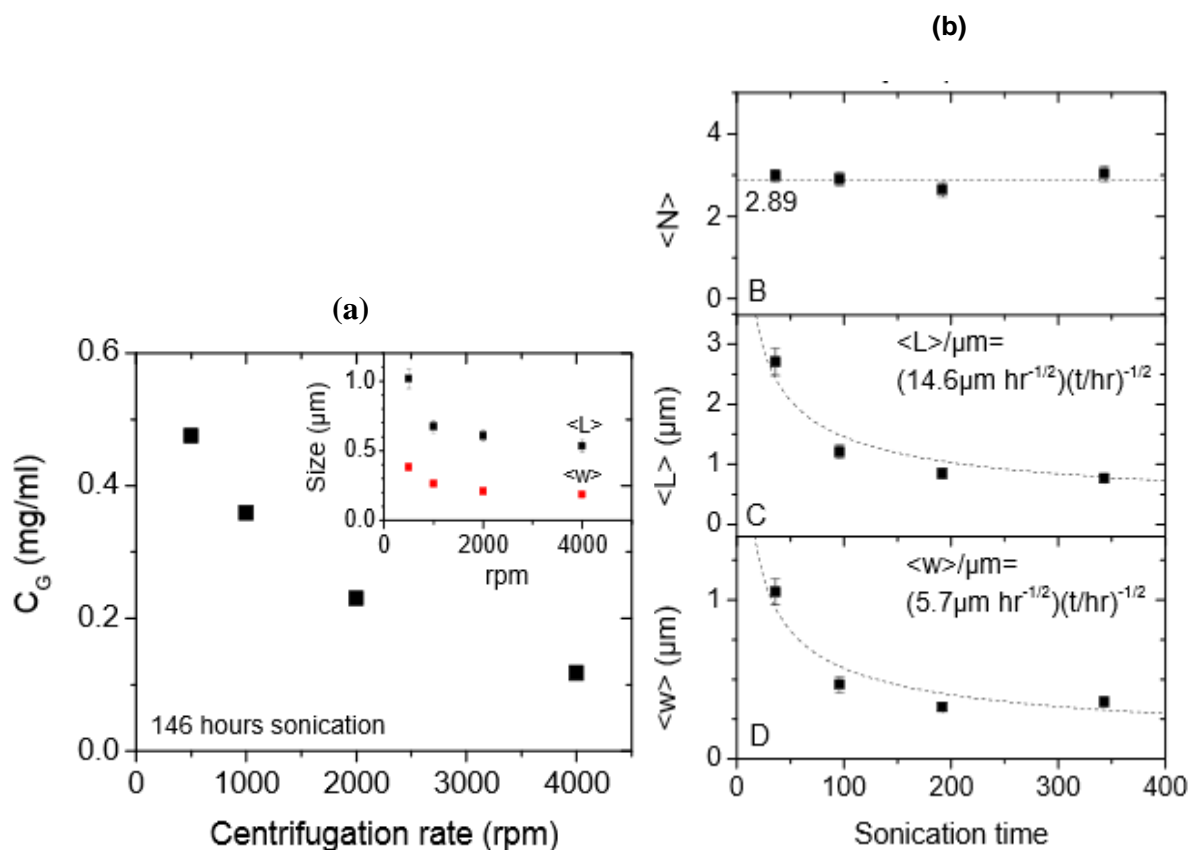 (a)
0.6
0.4
0.2
0.0
C_G (mg/ml)
146 hours sonication
0
1000
2000
3000
4000
Centrifugation rate (rpm)
1.0
0.5
0.0
Size (µm)
<L>
<w>
0
2000
4000
rpm
(b)
4
2
0
<N>
2.89
B
3
2
1
0
<L> (µm)
<L>/µm=
(14.6µm hr^{-1/2})(t/hr)^{-1/2}
C
1
0
<w> (µm)
<w>/µm=
(5.7µm hr^{-1/2})(t/hr)^{-1/2}
D
0
100
200
300
400
Sonication time